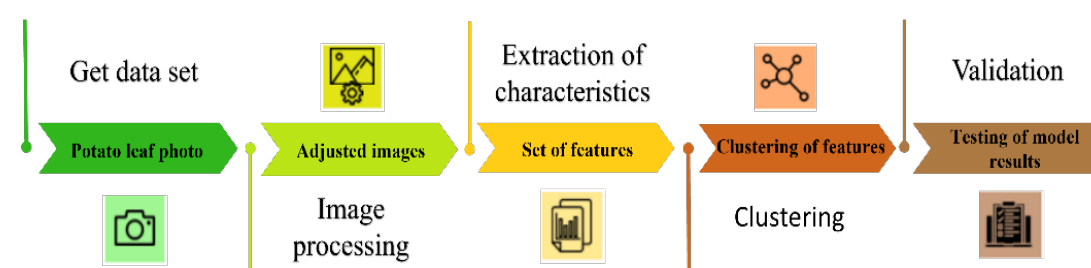 Get data set
Potato leaf photo
Adjusted images
Image
processing
Extraction of
characteristics
Set of features
Clustering of features
Clustering
Validation
Testing of model
results